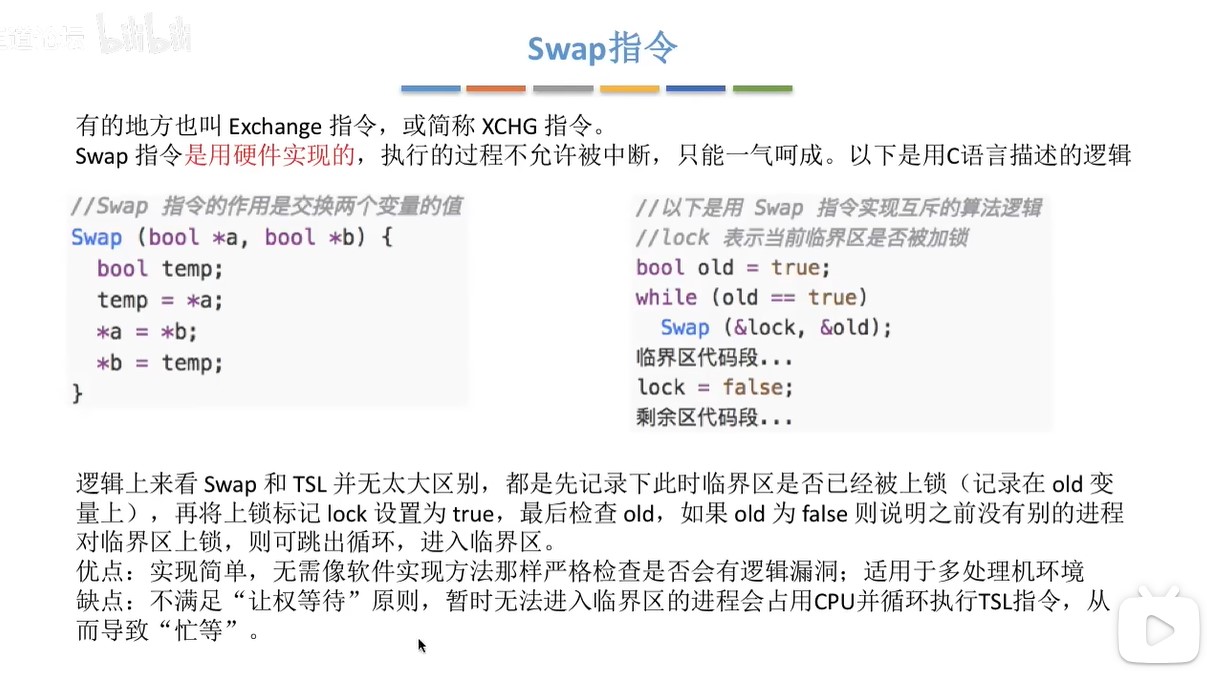 bilibili
Swap指令
有的地方也叫 Exchange 指令，或简称 XCHG 指令。
Swap 指令是用硬件实现的，执行的过程不允许被中断，只能一气呵成。以下是用C语言描述的逻辑
//Swap 指令的作用是交换两个变量的值
Swap (bool *a, bool *b) {
  bool temp;
  temp = *a;
  *a = *b;
  *b = temp;
}
//以下是用 Swap 指令实现互斥的算法逻辑
//lock 表示当前临界区是否被加锁
bool old = true;
while (old == true)
  Swap (&lock, &old);
临界区代码段...
lock = false;
剩余区代码段...
逻辑上来看 Swap 和 TSL 并无太大区别，都是先记录下此时临界区是否已经被上锁（记录在 old 变
量上），再将上锁标记 lock 设置为 true，最后检查 old，如果 old 为 false 则说明之前没有别的进程
对临界区上锁，则可跳出循环，进入临界区。
优点：实现简单，无需像软件实现方法那样严格检查是否会有逻辑漏洞；适用于多处理机环境
缺点：不满足“让权等待”原则，暂时无法进入临界区的进程会占用CPU并循环执行TSL指令，从
而导致“忙等”。